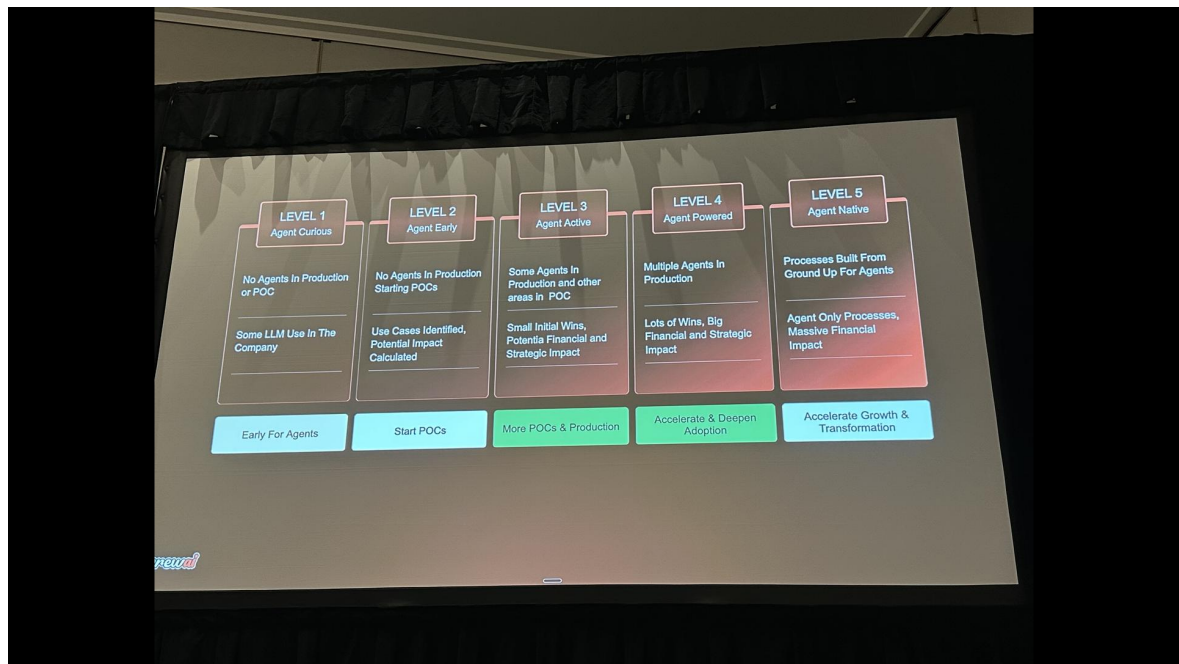 LEVEL 1
Agent Curious
No Agents In Production
or POC
Some LLM Use In The
Company
Early For Agents
LEVEL 2
Agent Early
No Agents In Production
Starting POCs
Use Cases Identified,
Potential Impact
Calculated
Start POCs
LEVEL 3
Agent Active
Some Agents In
Production and other
areas in POC
Small Initial Wins,
Potentia Financial and
Strategic Impact
More POCs & Production
LEVEL 4
Agent Powered
Multiple Agents In
Production
Lots of Wins, Big
Financial and Strategic
Impact
Accelerate & Deepen
Adoption
LEVEL 5
Agent Native
Processes Built From
Ground Up For Agents
Agent Only Processes,
Massive Financial
Impact
Accelerate Growth &
Transformation
rewai